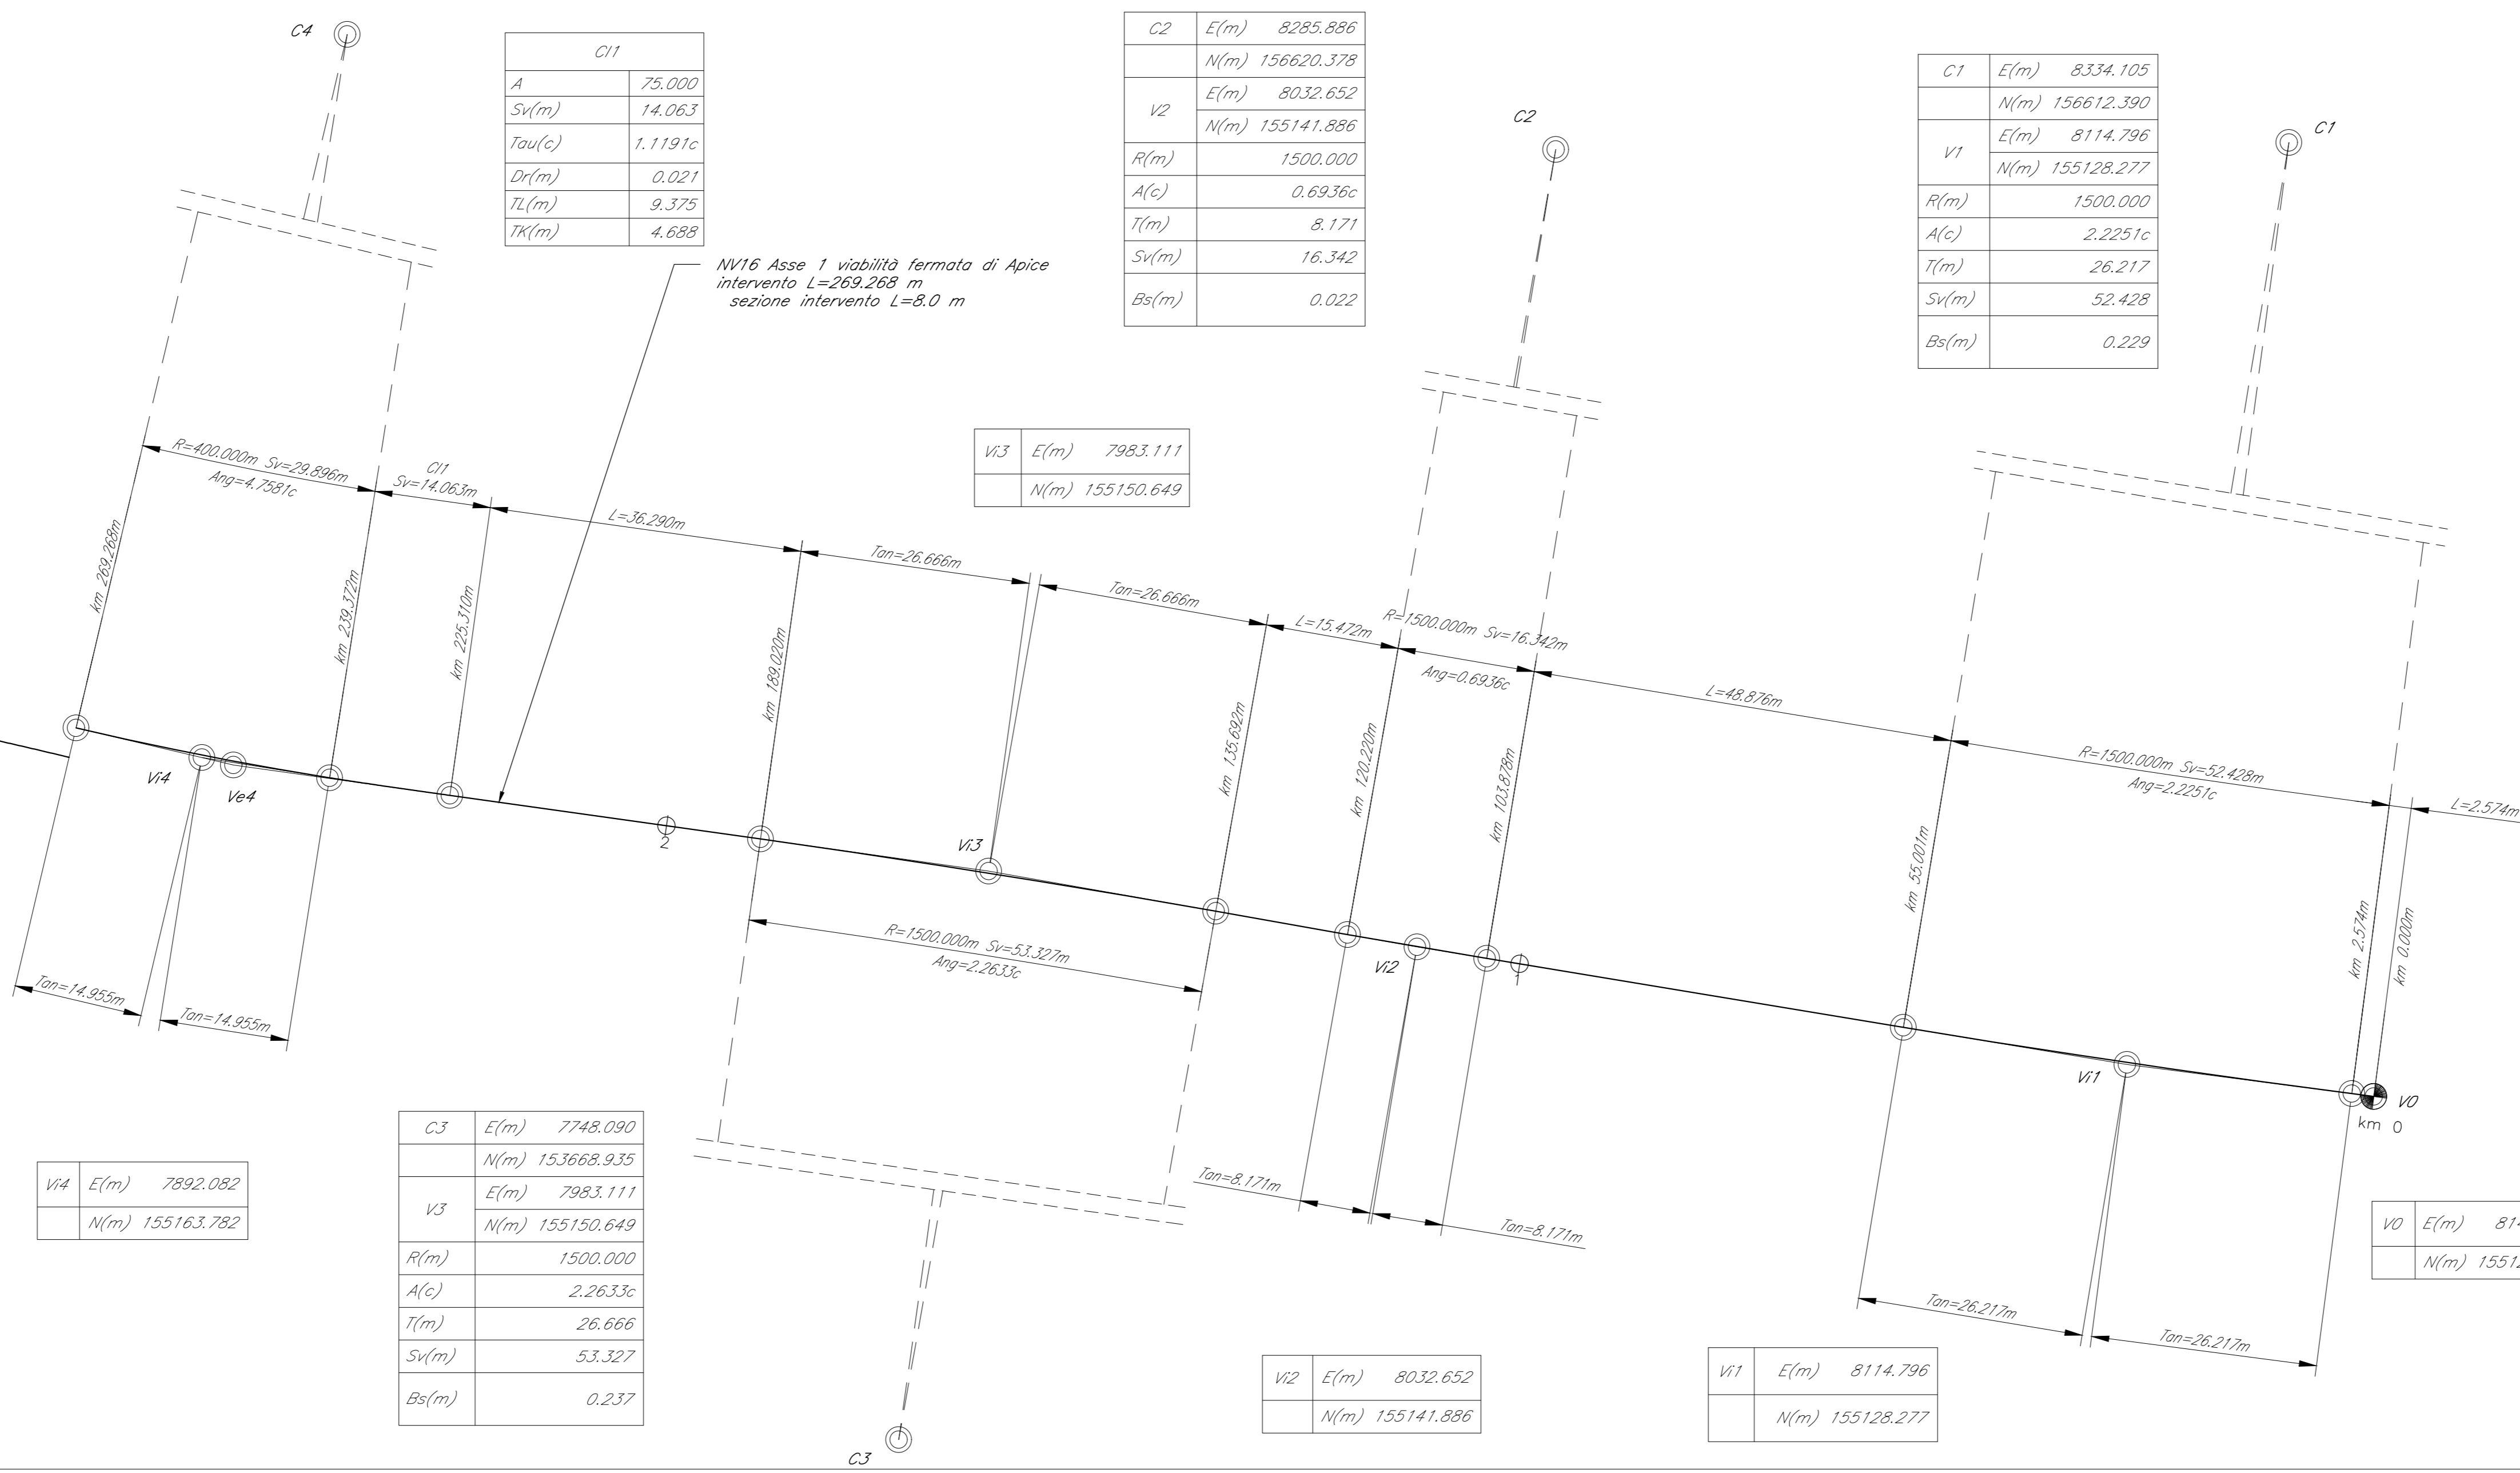 C4
Cl1
A 75.000
Sv(m) 14.063
Tau(c) 1.1191c
Dr(m) 0.021
TL(m) 9.375
TK(m) 4.688
C2 E(m) 8285.886
N(m) 156620.378
V2 E(m) 8032.652
N(m) 155141.886
R(m) 1500.000
A(c) 0.6936c
T(m) 8.171
Sv(m) 16.342
Bs(m) 0.022
C1 E(m) 8334.105
N(m) 156612.390
V1 E(m) 8114.796
N(m) 155128.277
R(m) 1500.000
A(c) 2.2251c
T(m) 26.217
Sv(m) 52.428
Bs(m) 0.229
C2
C1
NV16 Asse 1 viabilità fermata di Apice
intervento L=269.268 m
sezione intervento L=8.0 m
Vi3 E(m) 7983.111
N(m) 155150.649
R=400.000m Sv=29.896m
Ang=4.7581c
Cl1
Sv=14.063m
L=36.290m
Tan=26.666m
Tan=26.666m
L=15.472m
R=1500.000m Sv=16.342m
Ang=0.6936c
L=48.876m
R=1500.000m Sv=52.428m
Ang=2.2251c
L=2.574m
km 269.268m
km 239.372m
km 225.310m
km 189.020m
km 135.692m
km 120.220m
km 103.878m
km 55.001m
km 2.574m
km 0.000m
Vi4
Ve4
2
Vi3
Vi2
1
Vi1
V0
km 0
Tan=14.955m
Tan=14.955m
R=1500.000m Sv=53.327m
Ang=2.2633c
Tan=8.171m
Tan=8.171m
Tan=26.217m
Tan=26.217m
Vi4 E(m) 7892.082
N(m) 155163.782
C3 E(m) 7748.090
N(m) 153668.935
V3 E(m) 7983.111
N(m) 155150.649
R(m) 1500.000
A(c) 2.2633c
T(m) 26.666
Sv(m) 53.327
Bs(m) 0.237
C3
Vi2 E(m) 8032.652
N(m) 155141.886
Vi1 E(m) 8114.796
N(m) 155128.277
V0 E(m)
N(m)